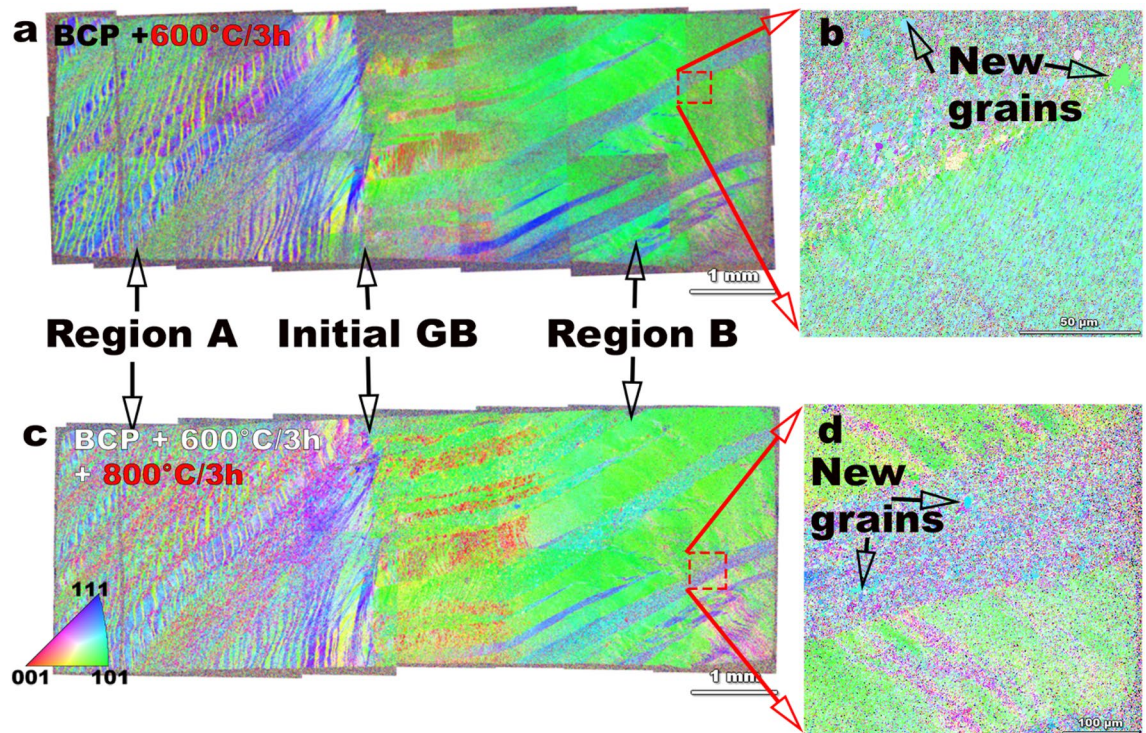 a BCP +600°C/3h
b
New
grains
50 µm
1 mm
Region A
Initial GB
Region B
c BCP + 600°C/3h
+ 800°C/3h
111
001
101
1 mm
d
New
grains
100 µm